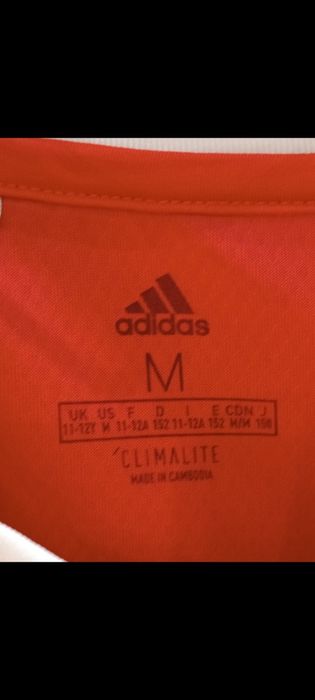 adidas
M
UK US F D I E CDN J
11-12Y M 11-12A 152 11-12A 152 M/M 150
CLIMALITE
MADE IN CAMBODIA